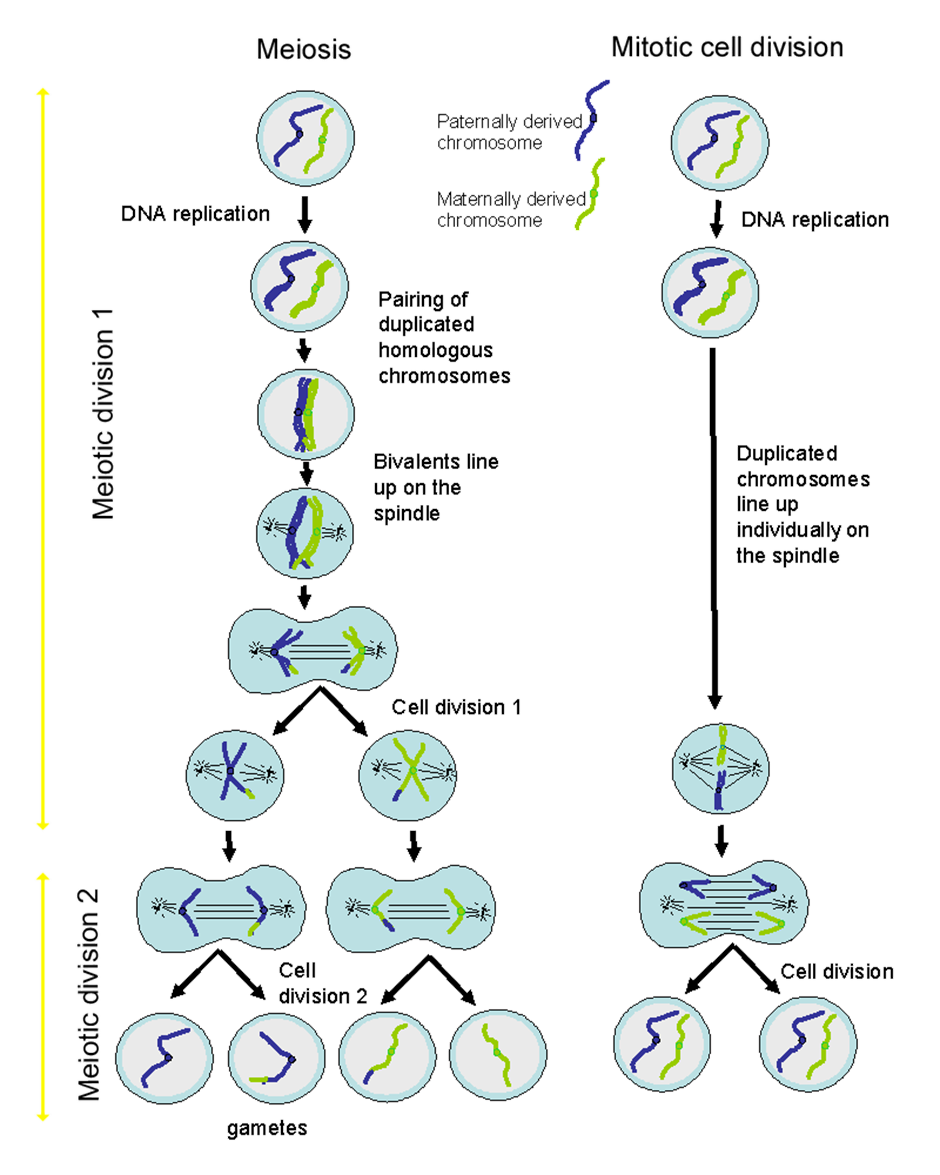 Meiosis
Mitotic cell division
Paternally derived
chromosome
Maternally derived
chromosome
DNA replication
DNA replication
Pairing of
duplicated
homologous
chromosomes
Meiotic division 1
Bivalents line
up on the
spindle
Duplicated
chromosomes
line up
individually on
the spindle
Cell division 1
Meiotic division 2
Cell
division 2
Cell division
gametes